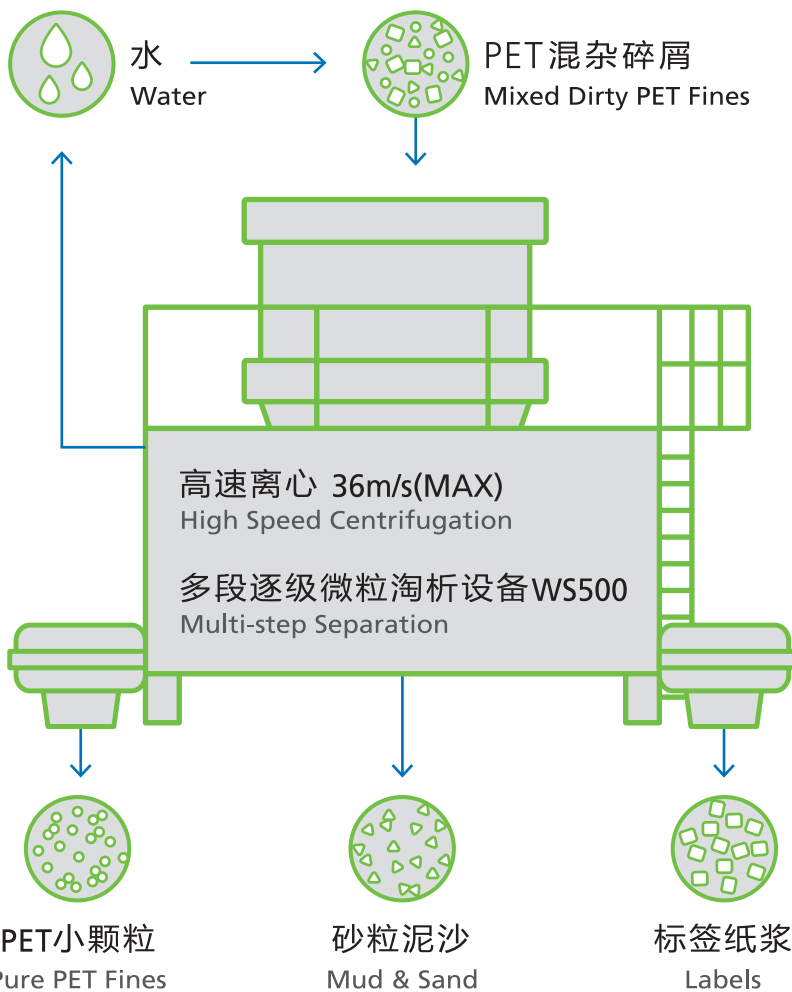 水
Water
PET混杂碎屑
Mixed Dirty PET Fines
高速离心 36m/s(MAX)
High Speed Centrifugation
多段逐级微粒淘析设备WS500
Multi-step Separation
PET小颗粒
Pure PET Fines
砂粒泥沙
Mud & Sand
标签纸浆
Labels